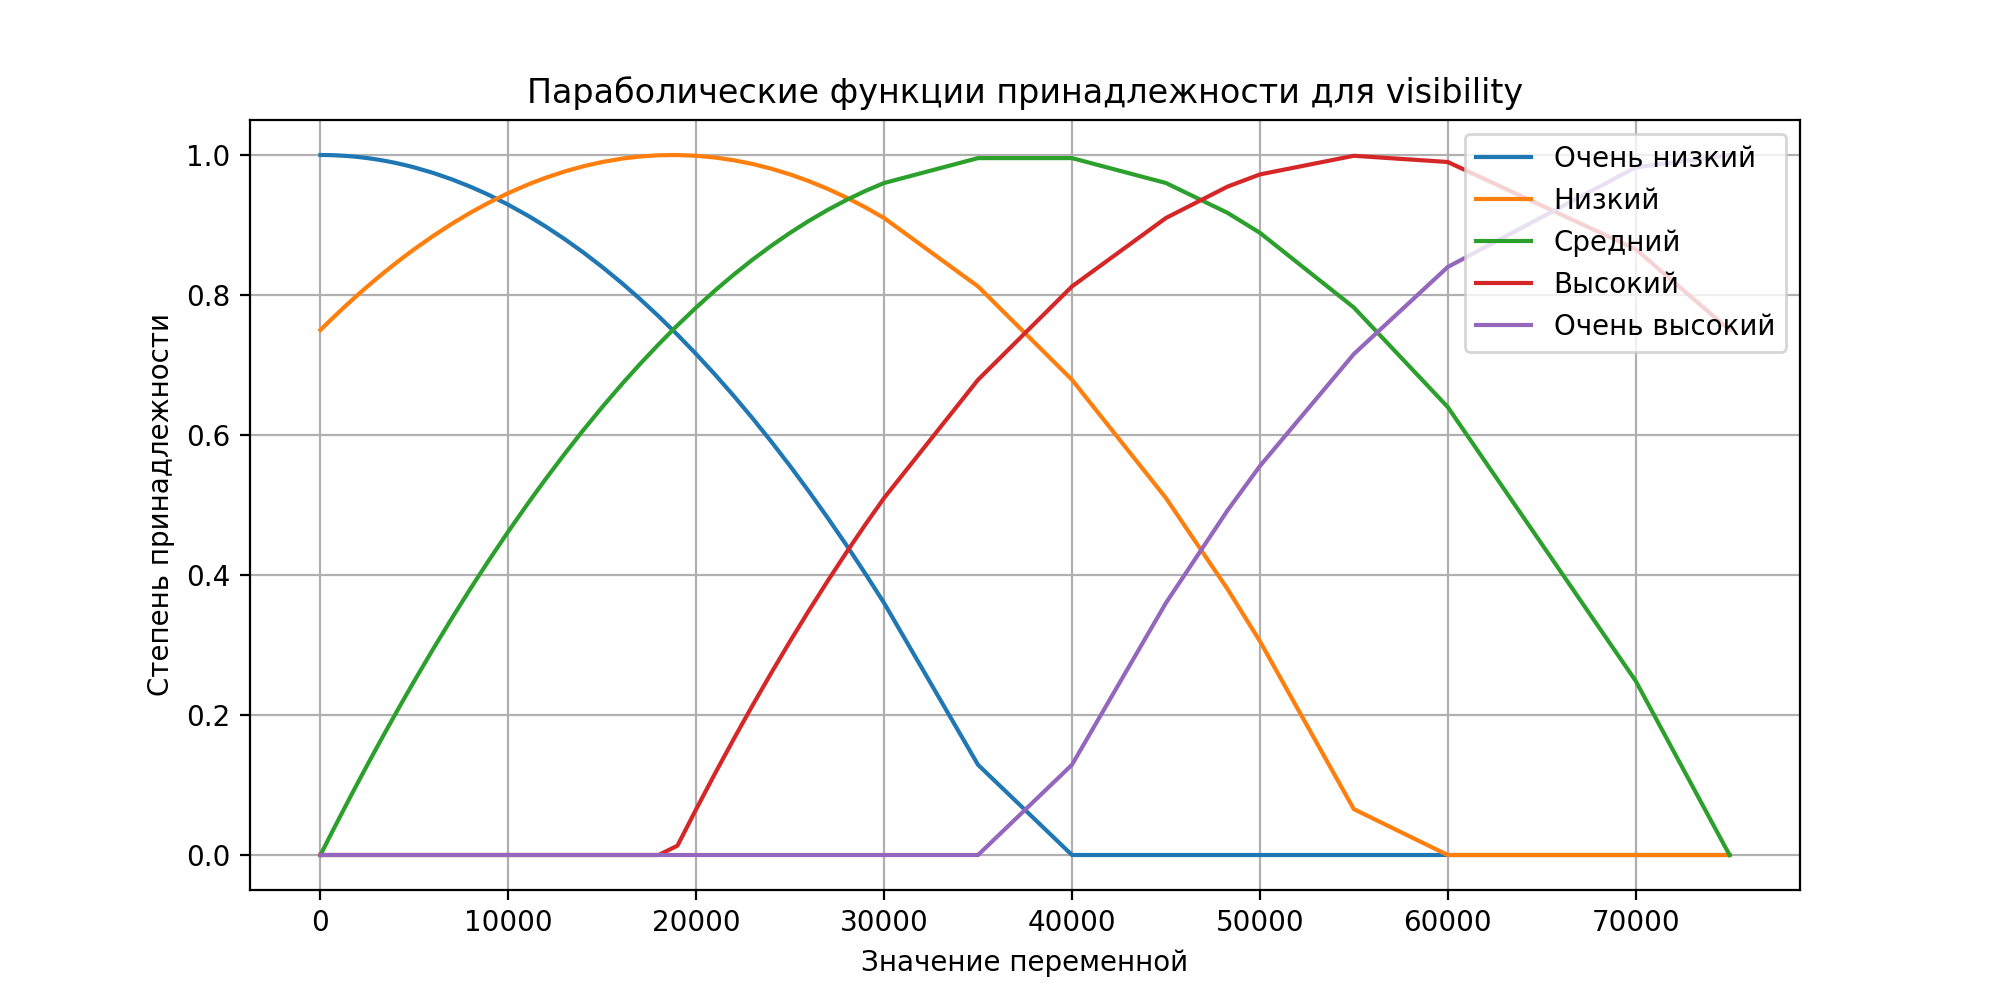 Параболические функции принадлежности для visibility
Степень принадлежности
1.0
0.8
0.6
0.4
0.2
0.0
Очень низкий
Низкий
Средний
Высокий
Очень высокий
0 10000 20000 30000 40000 50000 60000 70000
Значение переменной